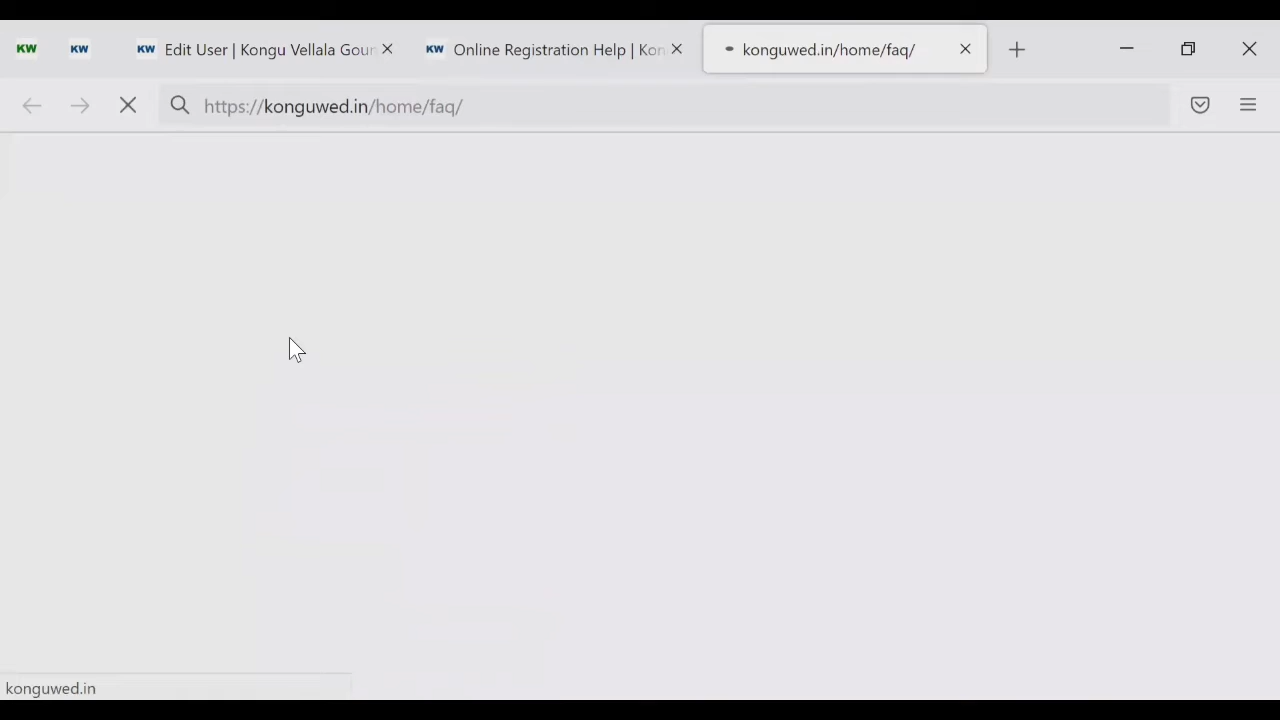 KW
KW
KW Edit User | Kongu Vellala Gour
KW Online Registration Help | Kon
konguwed.in/home/faq/
https://konguwed.in/home/faq/
konguwed.in